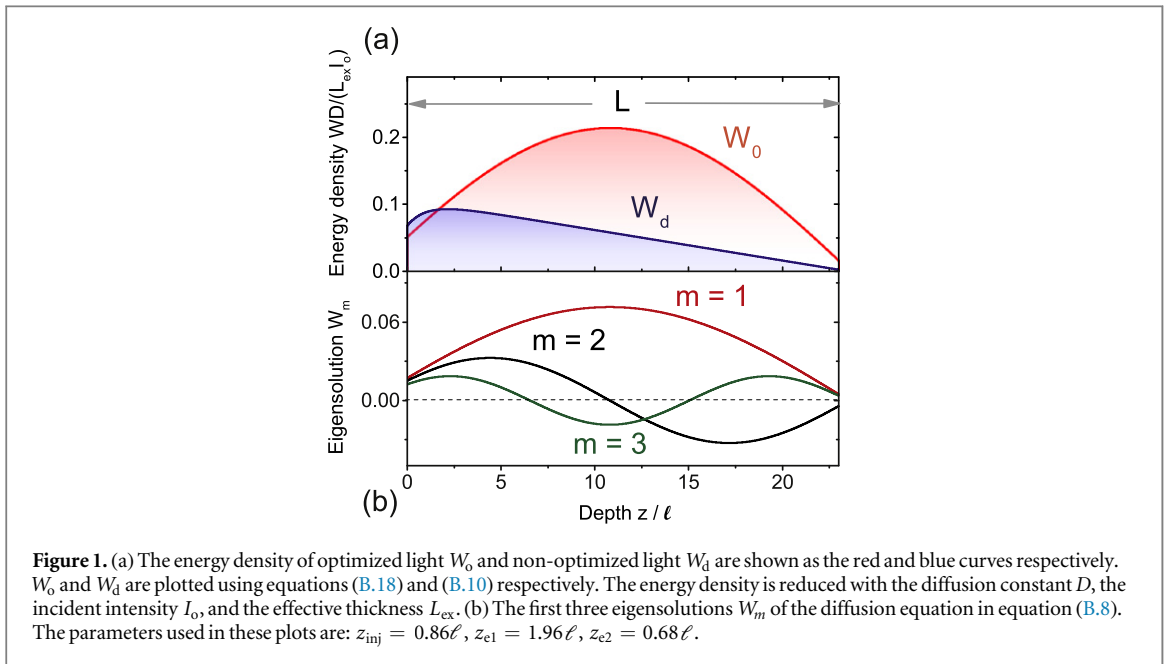 (a)
Energy density WD/(L_ex I_o)
0.2
0.1
0.0
L
W_0
W_d
Eigensolution W_m
0.06
0.00
m = 1
m = 2
m = 3
0 5 10 15 20
(b)
Depth z / ℓ
Figure 1. (a) The energy density of optimized light W_o and non-optimized light W_d are shown as the red and blue curves respectively.
W_o and W_d are plotted using equations (B.18) and (B.10) respectively. The energy density is reduced with the diffusion constant D, the
incident intensity I_o, and the effective thickness L_ex. (b) The first three eigensolutions W_m of the diffusion equation in equation (B.8).
The parameters used in these plots are: z_inj = 0.86ℓ, z_e1 = 1.96ℓ, z_e2 = 0.68ℓ.